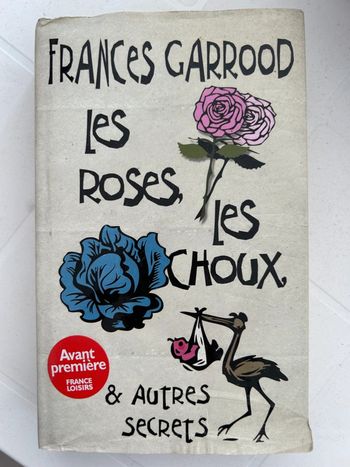 FRANCES GARROOD
LES
ROSES,
LES
CHOUX,
Avant
première
FRANCE
LOISIRS
& AUTRES
SECRETS